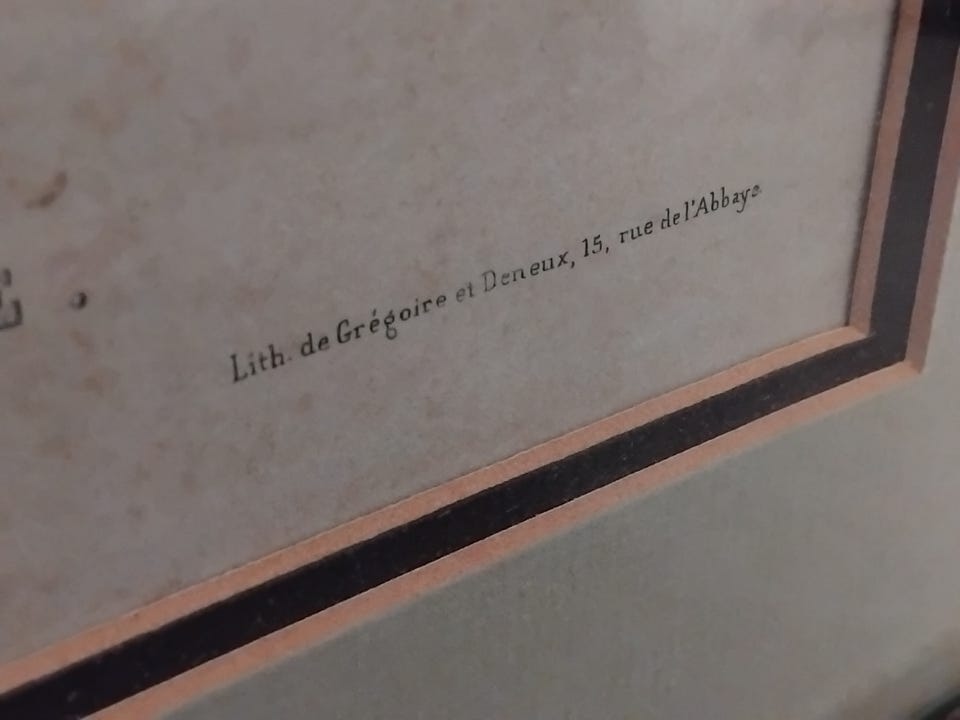 E.
Lith. de Grégoire et Deneux, 15, rue de l'Abbaye